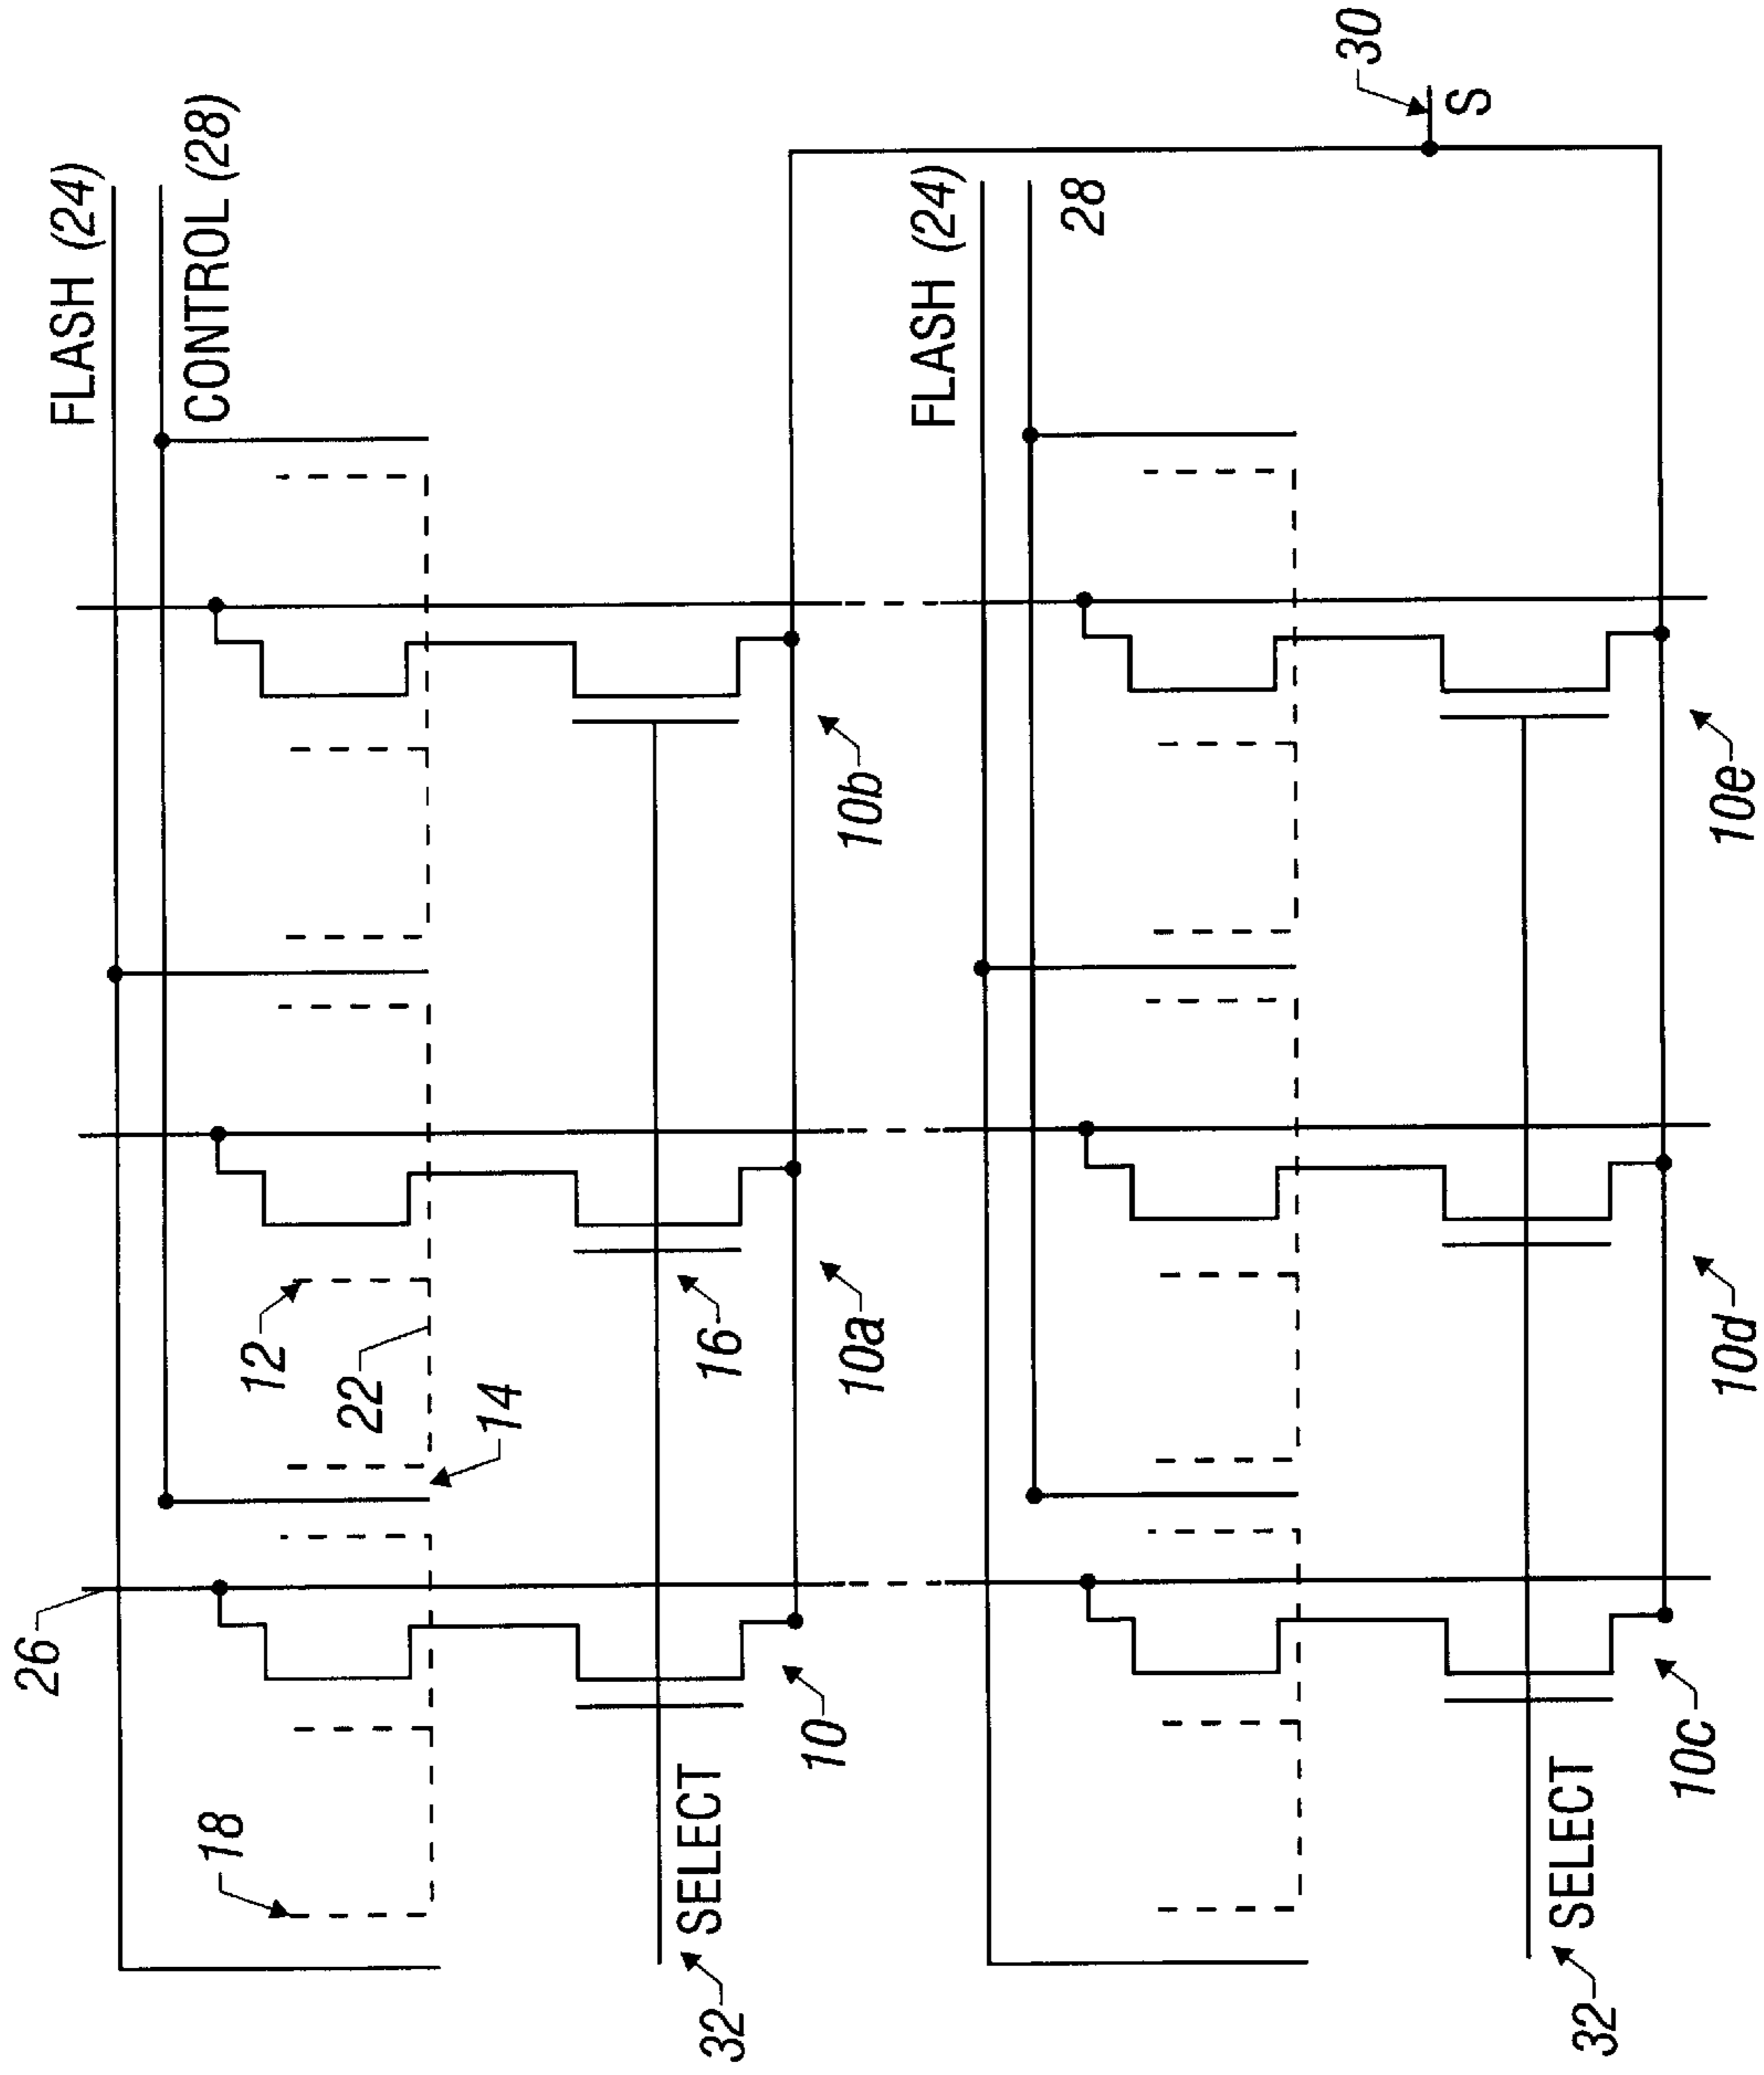 FLASH (24)
CONTROL (28)
26
18
12
22
14
16
10
10a
10b
SELECT
32
FLASH (24)
28
30
S
10c
10d
10e
SELECT
32